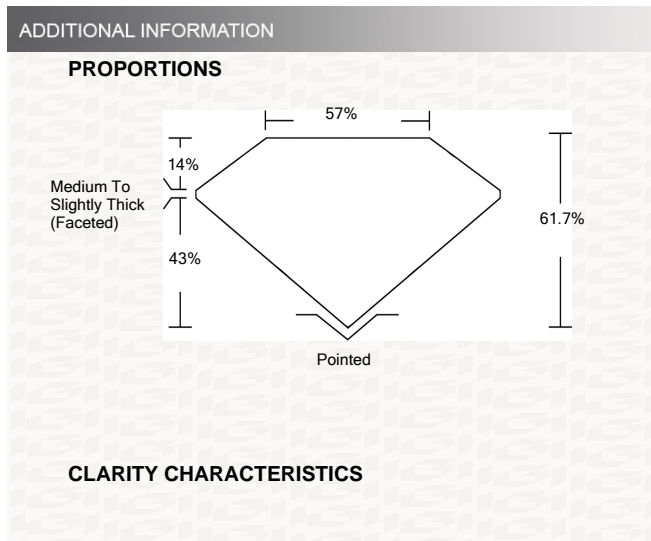 ADDITIONAL INFORMATION
PROPORTIONS
57%
14%
Medium To
Slightly Thick
(Faceted)
61.7%
43%
Pointed
CLARITY CHARACTERISTICS